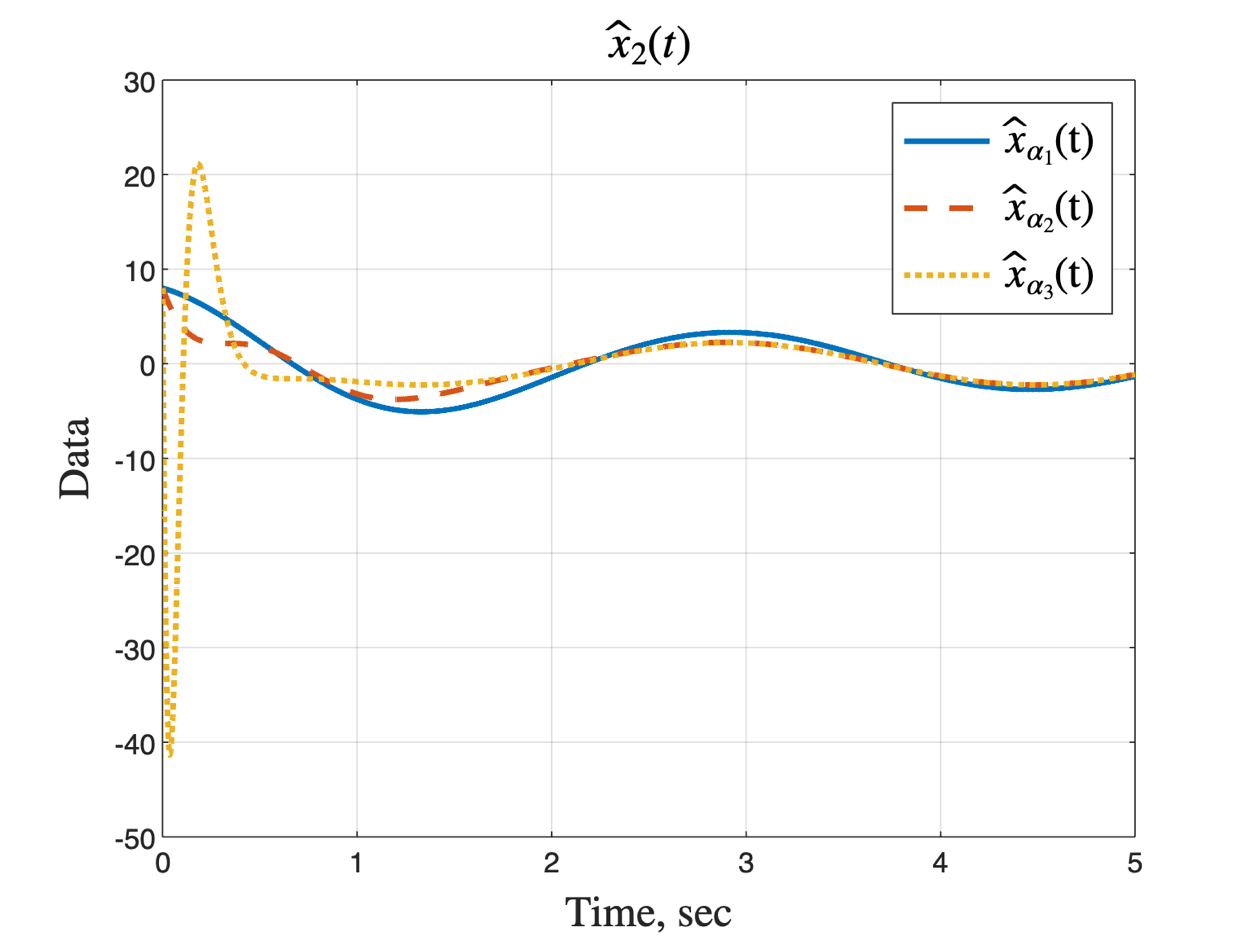 x̂₂(t)
30
20
10
0
-10
-20
-30
-40
-50
Data
0 1 2 3 4 5
Time, sec
x̂α₁(t)
x̂α₂(t)
x̂α₃(t)